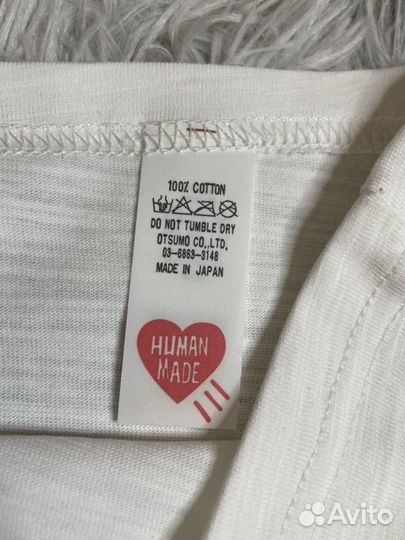 100% COTTON
DO NOT TUMBLE DRY
OTSUMO CO.,LTD.
03-6863-3148
MADE IN JAPAN
HUMAN
MADE
Avito